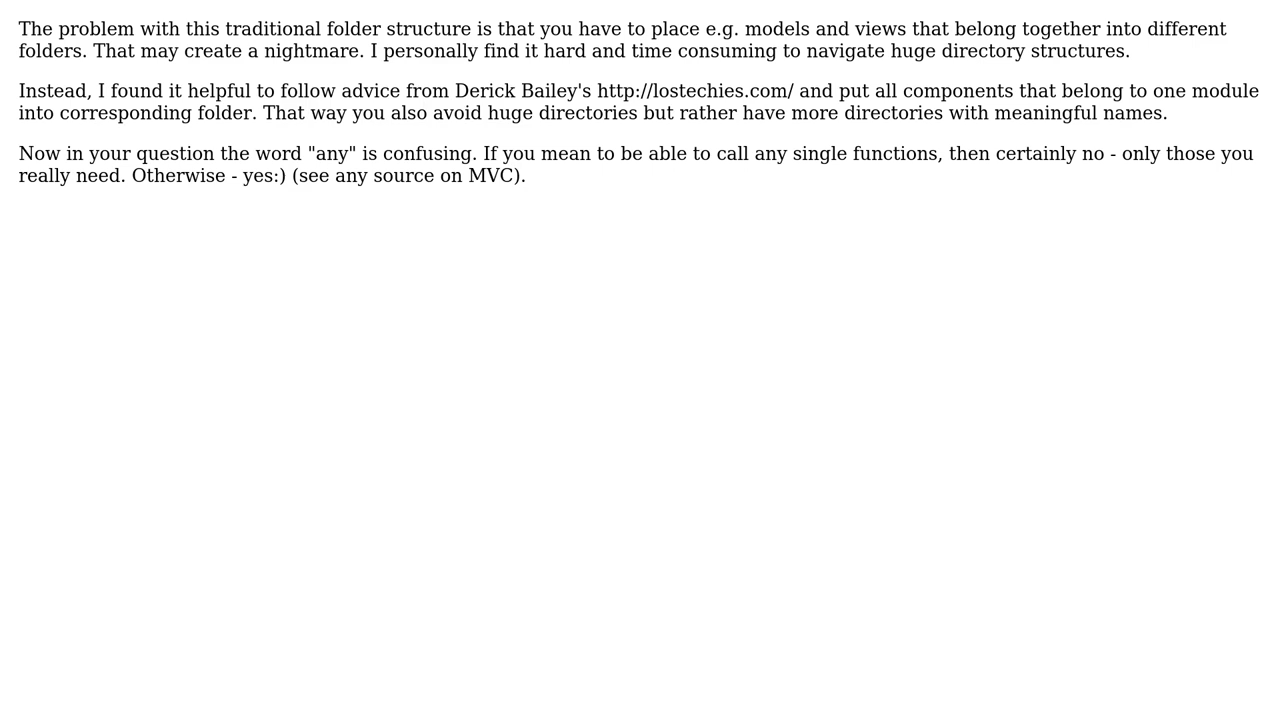 The problem with this traditional folder structure is that you have to place e.g. models and views that belong together into different
folders. That may create a nightmare. I personally find it hard and time consuming to navigate huge directory structures.
Instead, I found it helpful to follow advice from Derick Bailey's http://lostechies.com/ and put all components that belong to one module
into corresponding folder. That way you also avoid huge directories but rather have more directories with meaningful names.
Now in your question the word "any" is confusing. If you mean to be able to call any single functions, then certainly no - only those you
really need. Otherwise - yes:) (see any source on MVC).